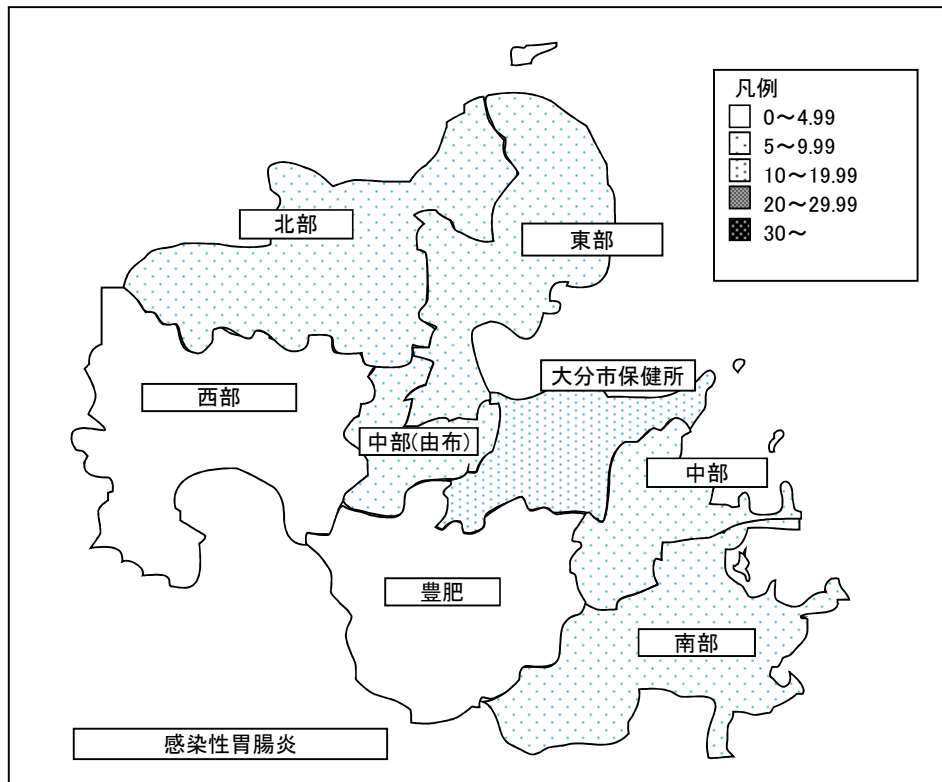 凡例
0～4.99
5～9.99
10～19.99
20～29.99
30～
北部
東部
大分市保健所
西部
中部(由布)
中部
豊肥
南部
感染性胃腸炎